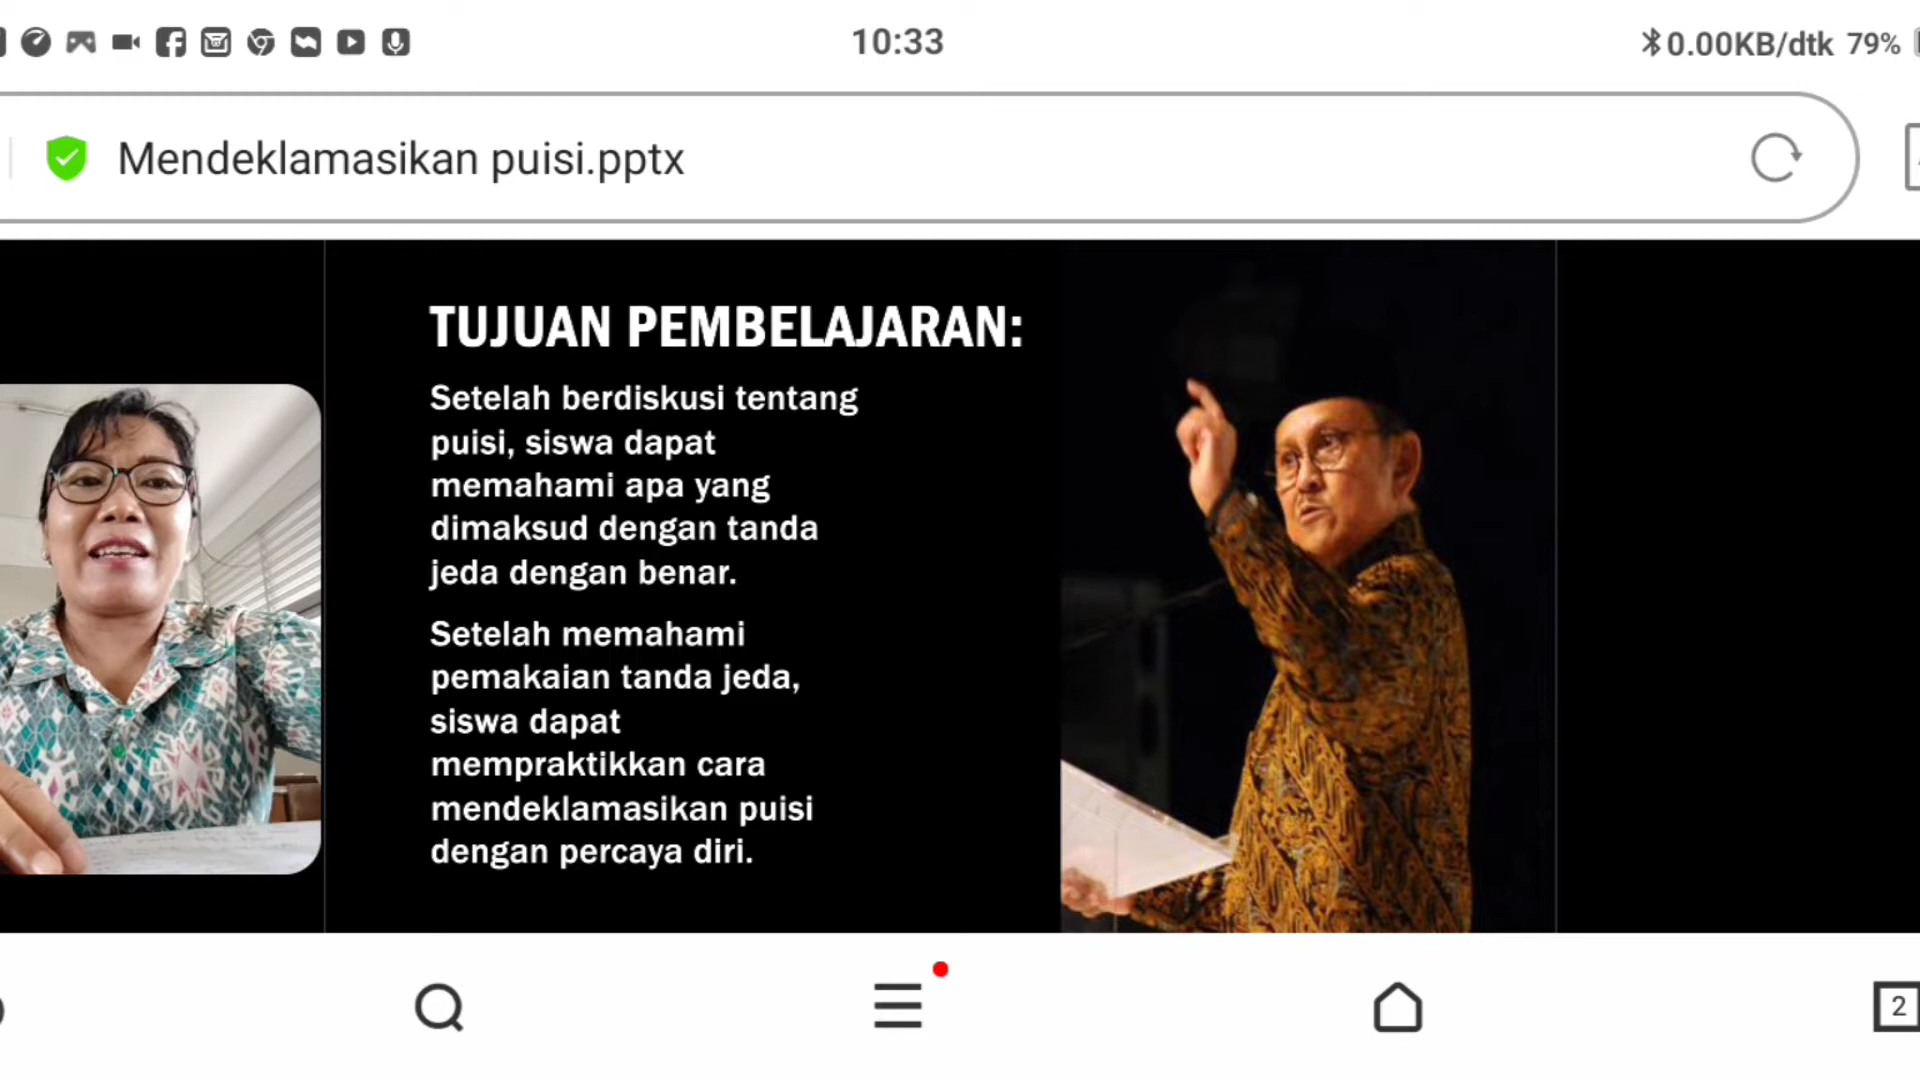 10:33
0.00KB/dtk 79%
Mendeklamasikan puisi.pptx
TUJUAN PEMBELAJARAN:
Setelah berdiskusi tentang
puisi, siswa dapat
memahami apa yang
dimaksud dengan tanda
jeda dengan benar.
Setelah memahami
pemakaian tanda jeda,
siswa dapat
mempraktikkan cara
mendeklamasikan puisi
dengan percaya diri.
2